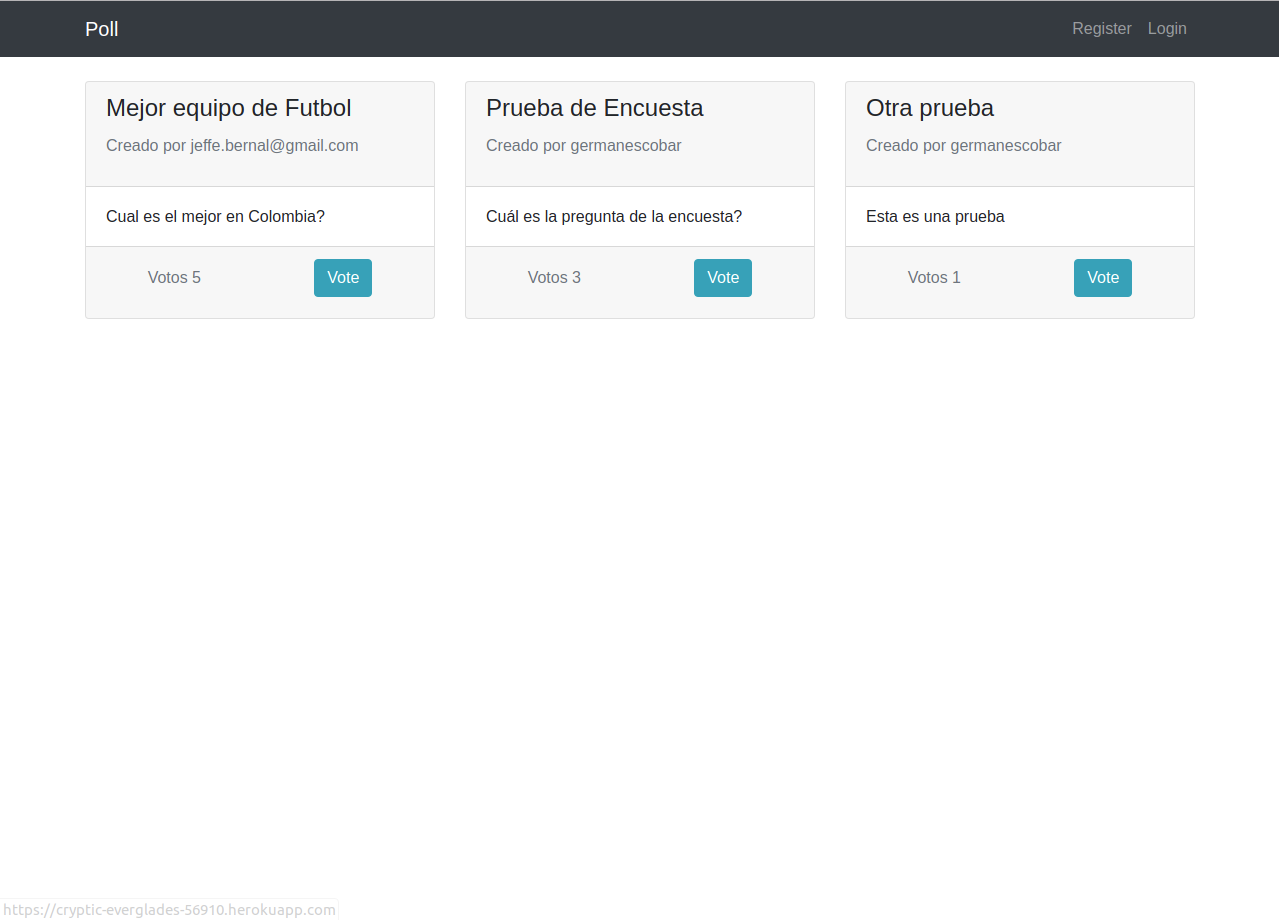 Poll
Register Login
Mejor equipo de Futbol
Creado por jeffe.bernal@gmail.com
Cual es el mejor en Colombia?
Votos 5 Vote
Prueba de Encuesta
Creado por germanescobar
Cuál es la pregunta de la encuesta?
Votos 3 Vote
Otra prueba
Creado por germanescobar
Esta es una prueba
Votos 1 Vote
https://cryptic-everglades-56910.herokuapp.com